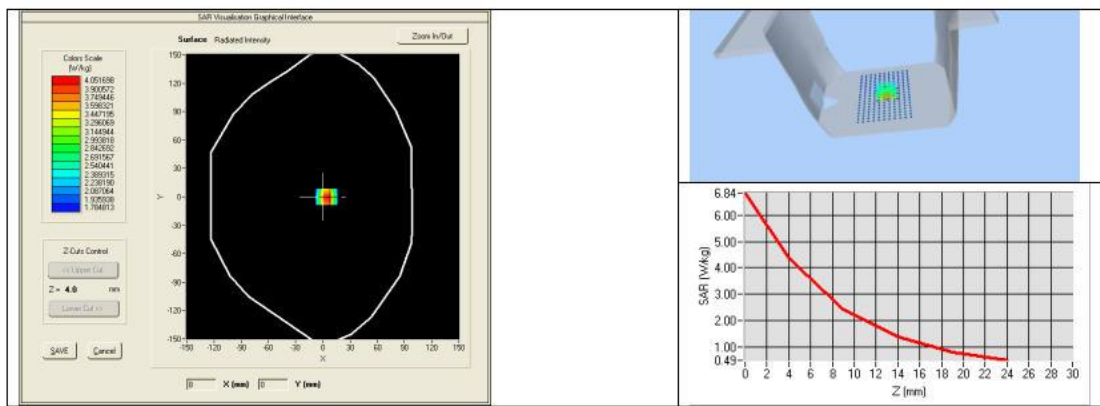 SAR Visualisation Graphical Interface
Surface Radiated Intensity
Zoom In/Out
Colors Scale
(W/kg)
4.051698
3.900572
3.749446
3.598321
3.447195
3.296069
3.144944
2.993818
2.842692
2.691567
2.540441
2.389315
2.238190
2.087064
1.935938
1.784813
Z-Cuts Control
<< Upper Cut
Z = 4.0 mm
Lower Cut >>
SAVE Cancel
150
120
90
60
30
0
-30
-60
-90
-120
-150
Y
-150 -120 -90 -60 -30 0 30 60 90 120 150
X
0 X (mm) 0 Y (mm)
6.84
6.00
5.00
4.00
3.00
2.00
1.00
0.49
SAR (W/kg)
0 2 4 6 8 10 12 14 16 18 20 22 24 26 28 30
Z (mm)